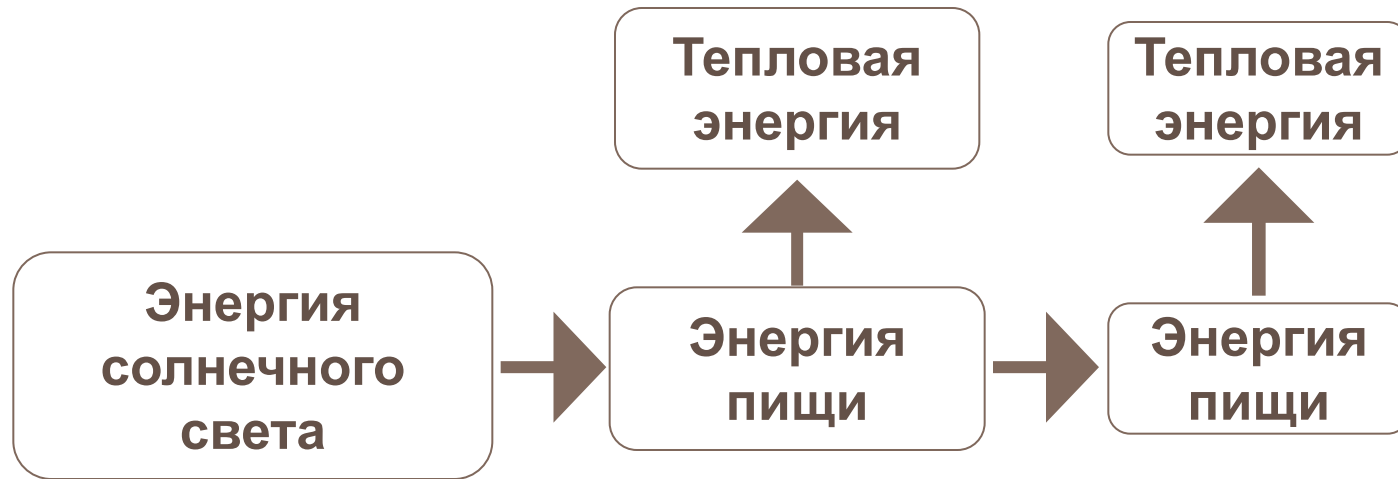 Тепловая
энергия
Тепловая
энергия
Энергия
солнечного
света
Энергия
пищи
Энергия
пищи